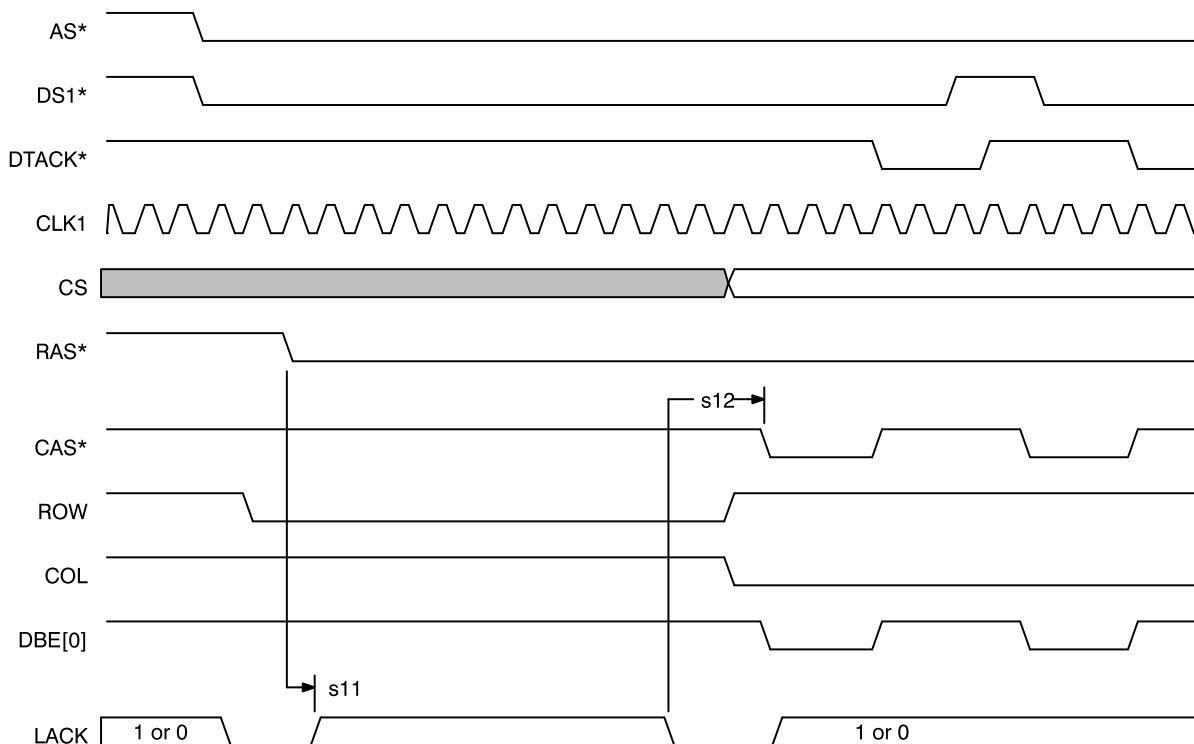 AS*
DS1*
DTACK*
CLK1
CS
RAS*
s12
CAS*
ROW
COL
DBE[0]
s11
LACK 1 or 0 1 or 0